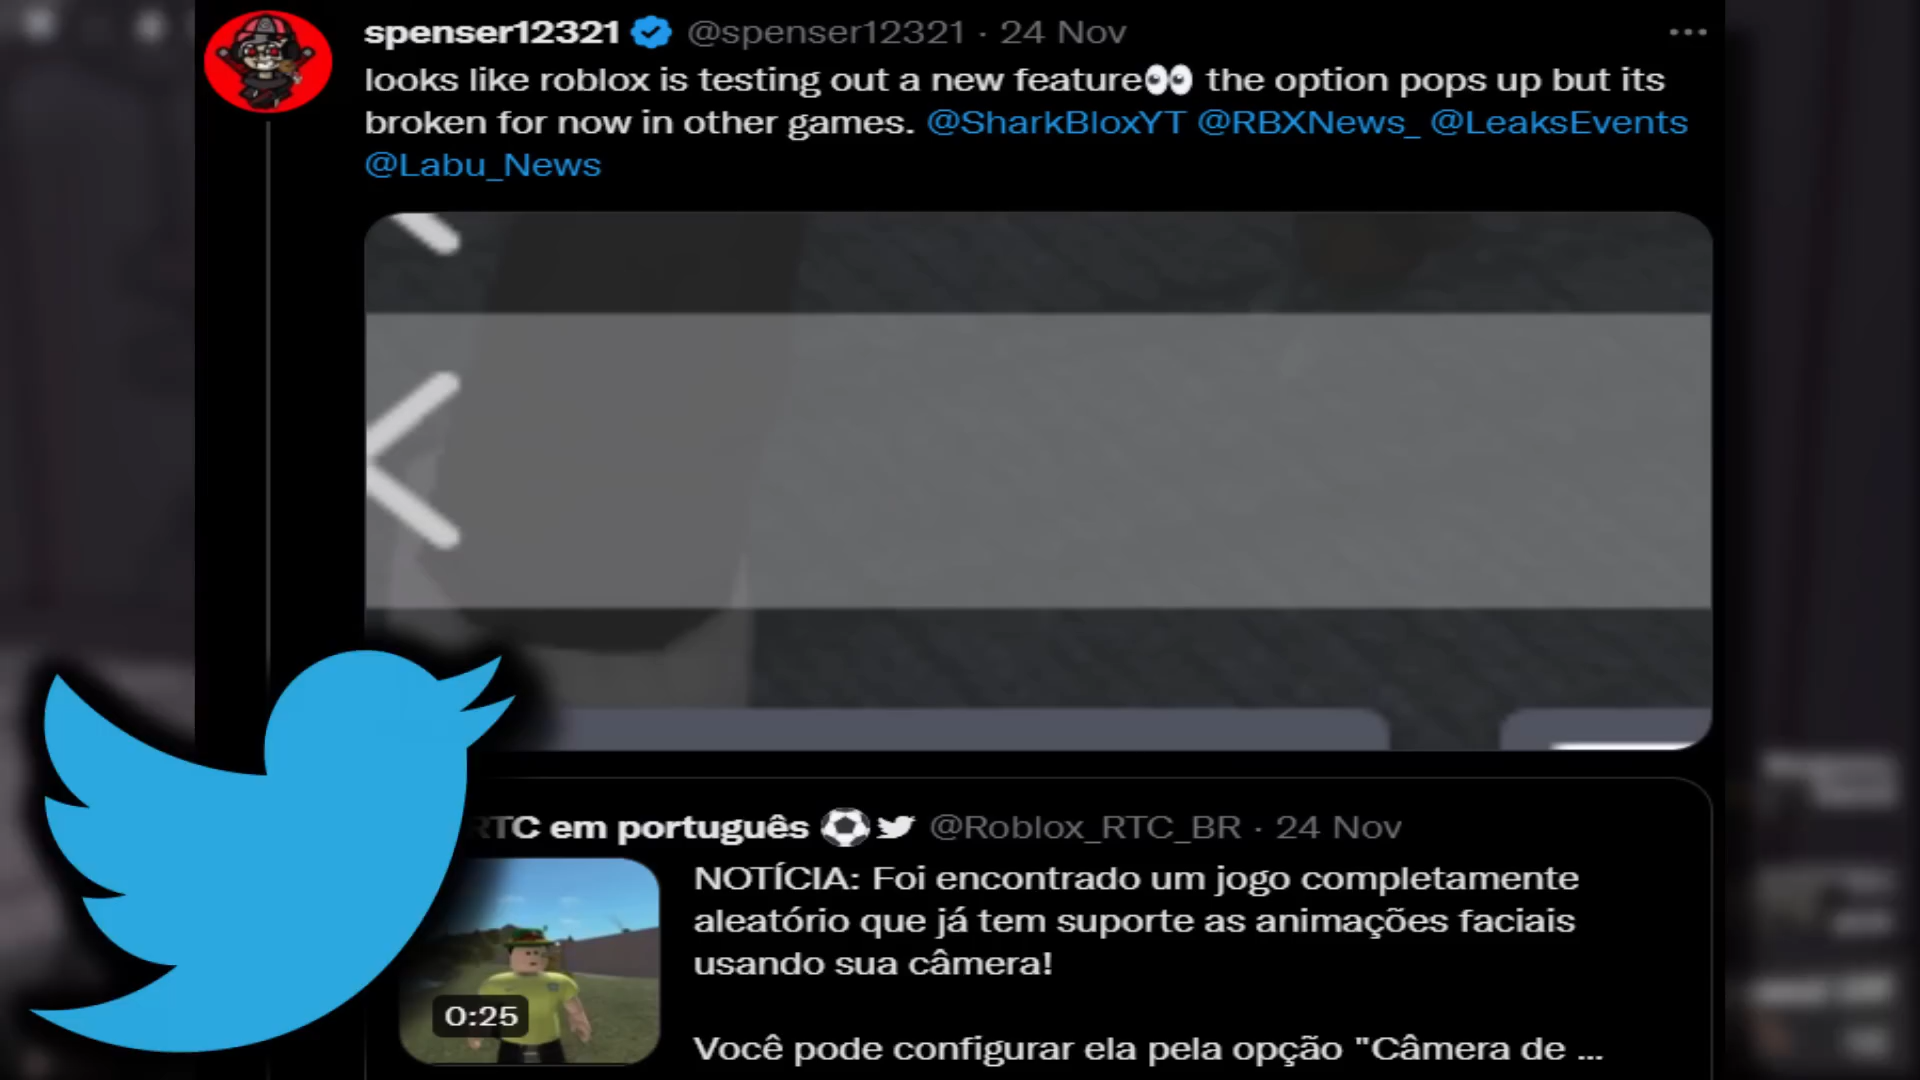 spenser12321 @spenser12321 · 24 Nov
looks like roblox is testing out a new feature👀 the option pops up but its
broken for now in other games. @SharkBloxYT @RBXNews_ @LeaksEvents
@Labu_News
RTC em português ⚽ @Roblox_RTC_BR · 24 Nov
NOTÍCIA: Foi encontrado um jogo completamente
aleatório que já tem suporte as animações faciais
usando sua câmera!
0:25
Você pode configurar ela pela opção "Câmera de ...